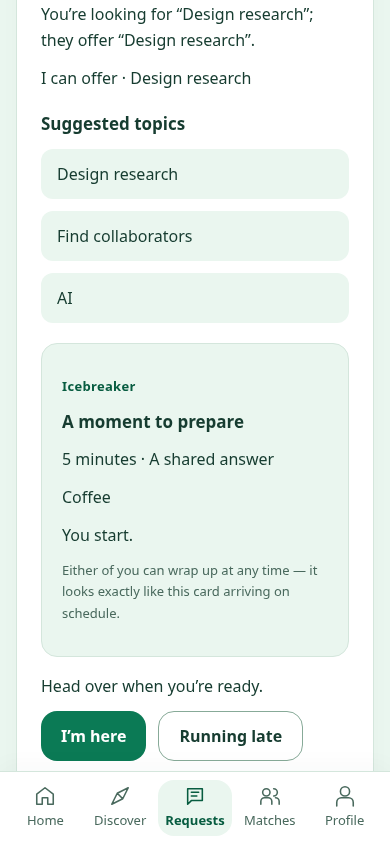 You’re looking for “Design research”;
they offer “Design research”.
I can offer · Design research
Suggested topics
Design research
Find collaborators
AI
Icebreaker
A moment to prepare
5 minutes · A shared answer
Coffee
You start.
Either of you can wrap up at any time — it
looks exactly like this card arriving on
schedule.
Head over when you’re ready.
I’m here
Running late
Home
Discover
Requests
Matches
Profile